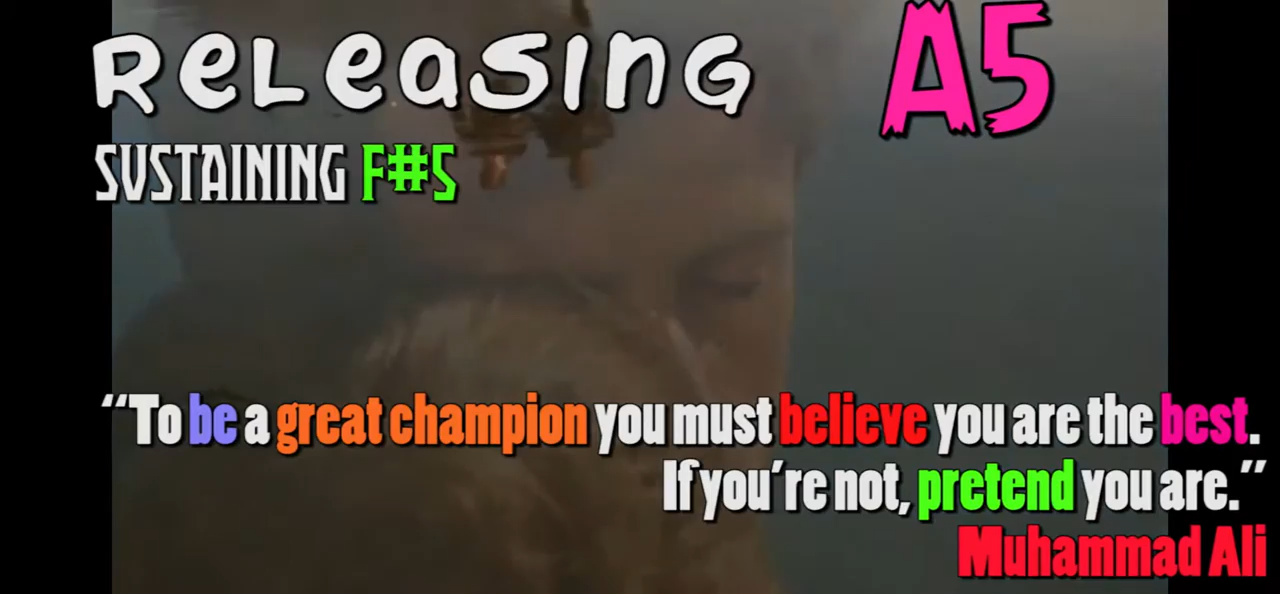 Releasing A5
SUSTAINING F#5
“To be a great champion you must believe you are the best.
If you’re not, pretend you are.”
Muhammad Ali